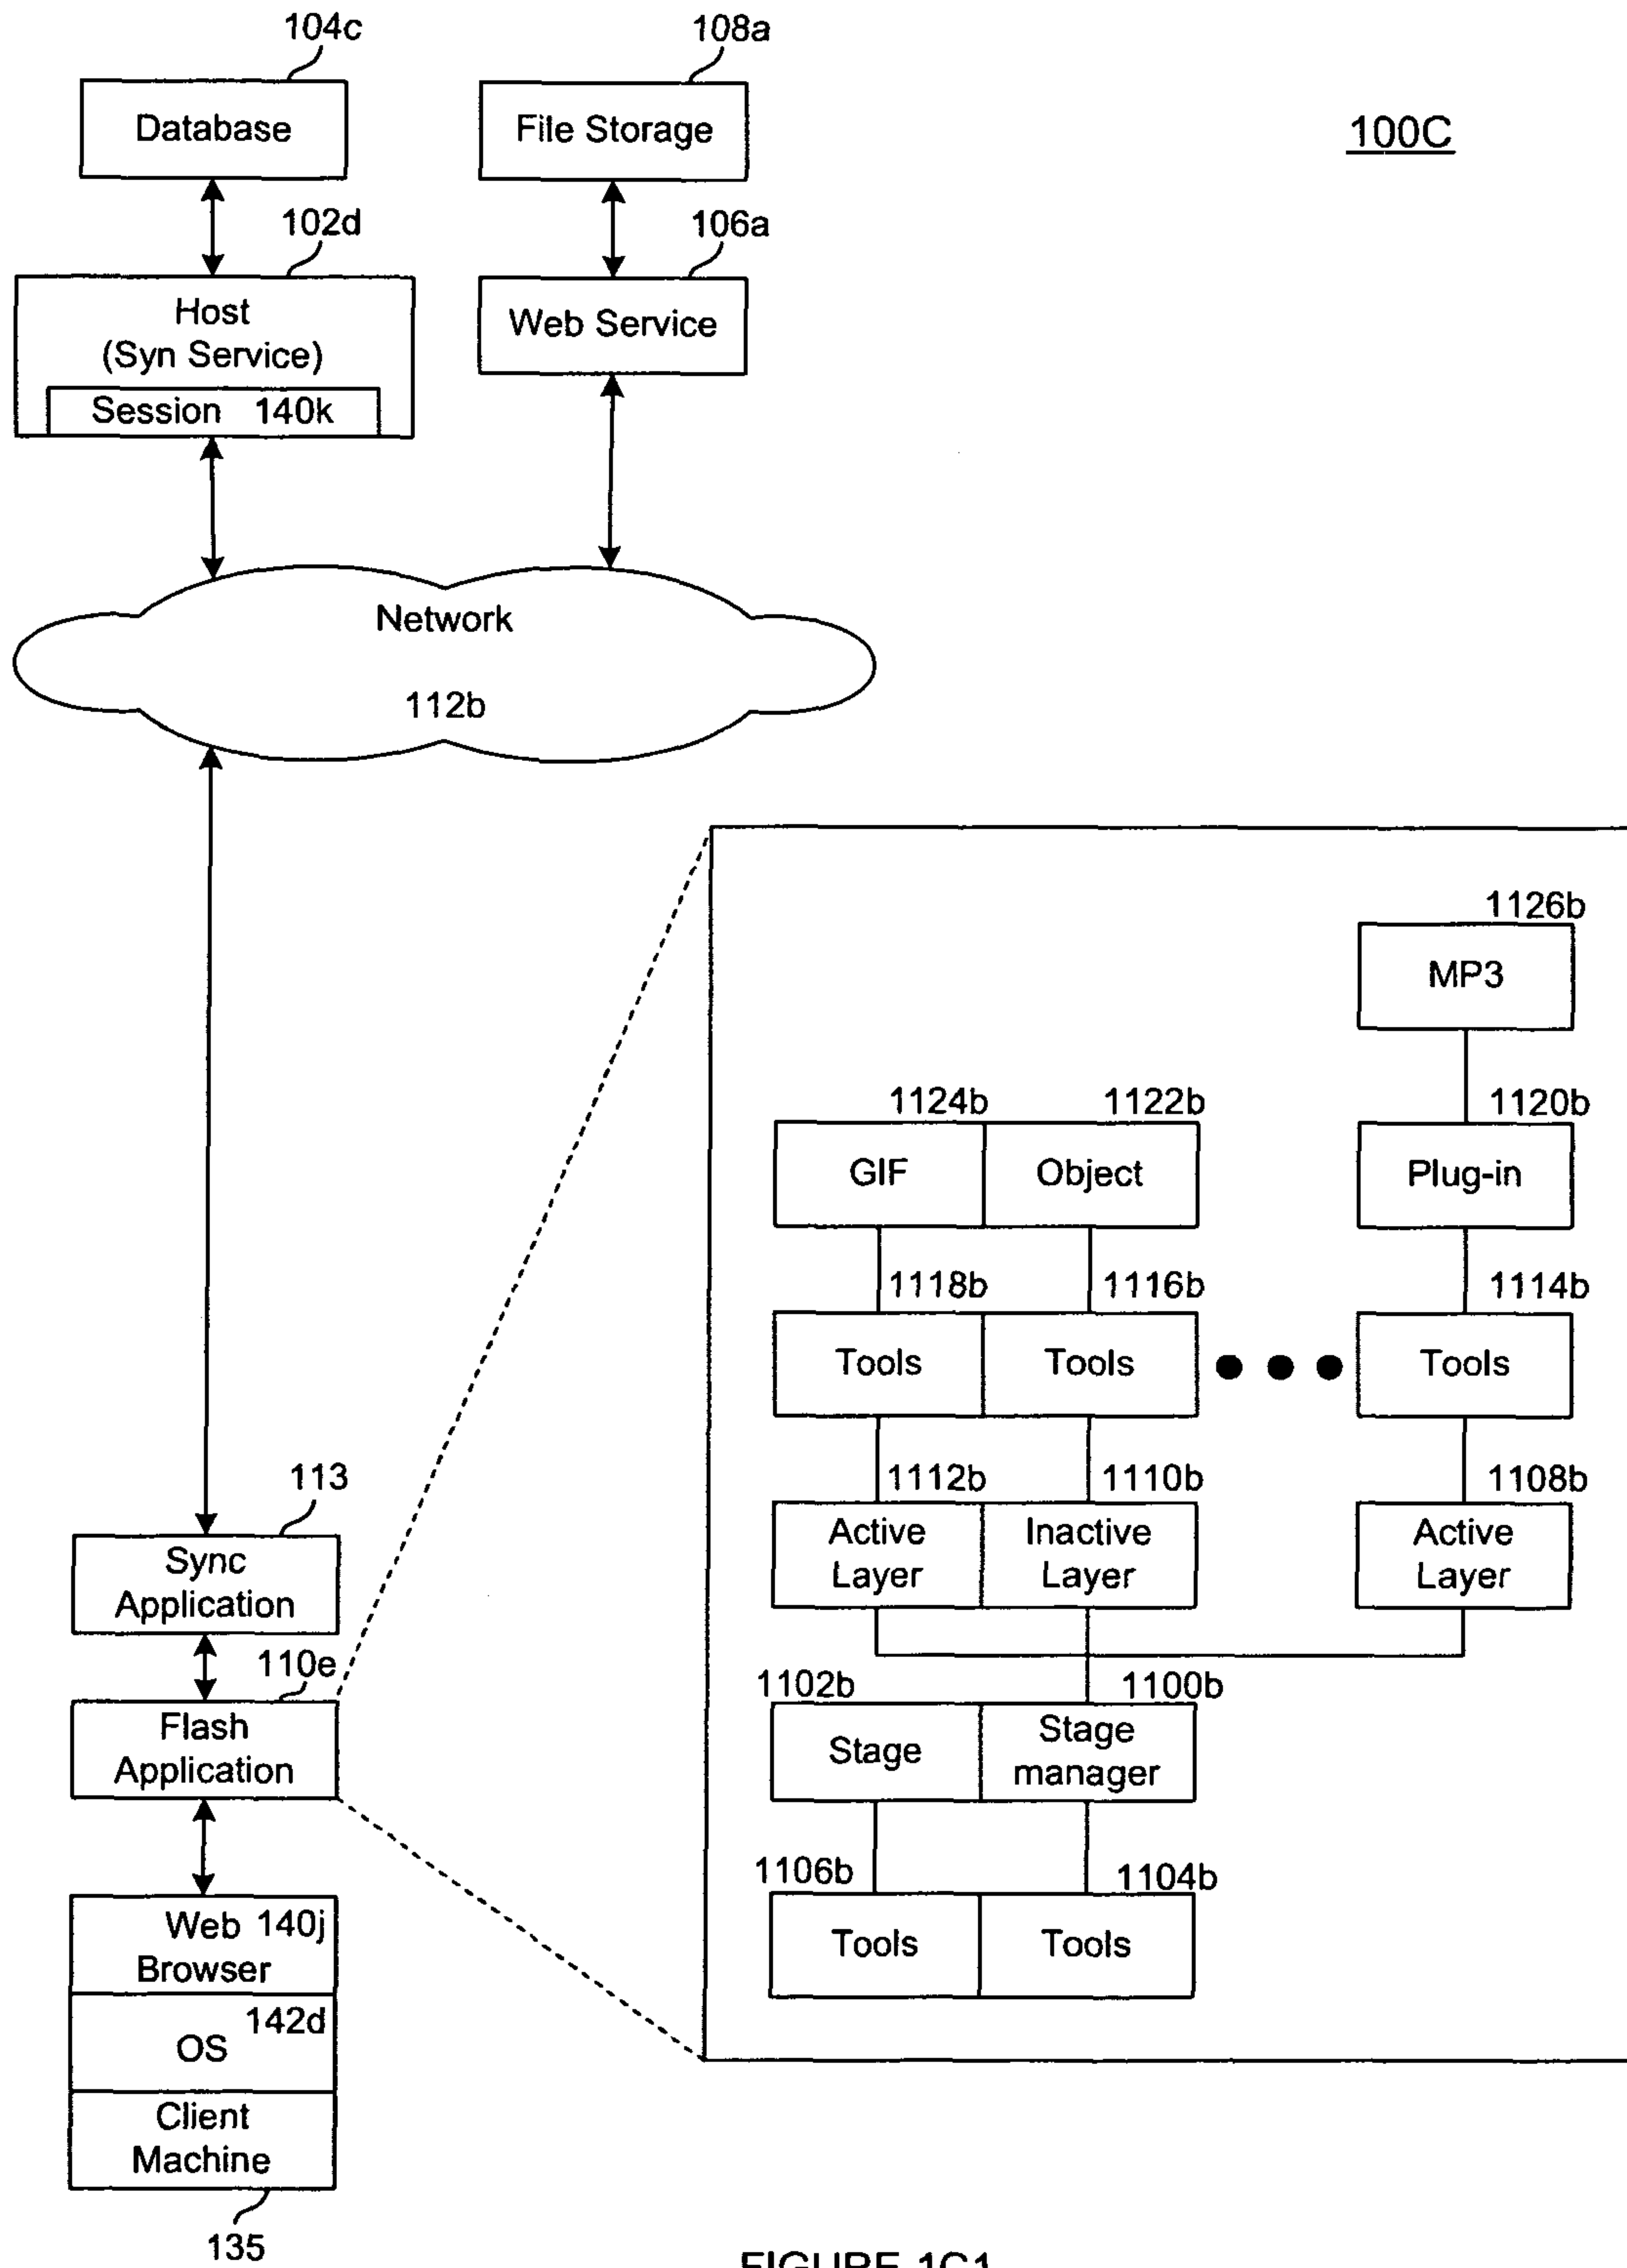 104c
108a
Database
File Storage
100C
102d
106a
Host
(Syn Service)
Session 140k
Web Service
Network
112b
1126b
MP3
1124b
1122b
1120b
GIF
Object
Plug-in
1118b
1116b
1114b
Tools
Tools
Tools
1112b
1110b
1108b
Active
Layer
Inactive
Layer
Active
Layer
113
Sync
Application
110e
Flash
Application
1102b
1100b
Stage
Stage
manager
1106b
1104b
Tools
Tools
Web 140j
Browser
142d
OS
Client
Machine
135
FIGURE 1C1